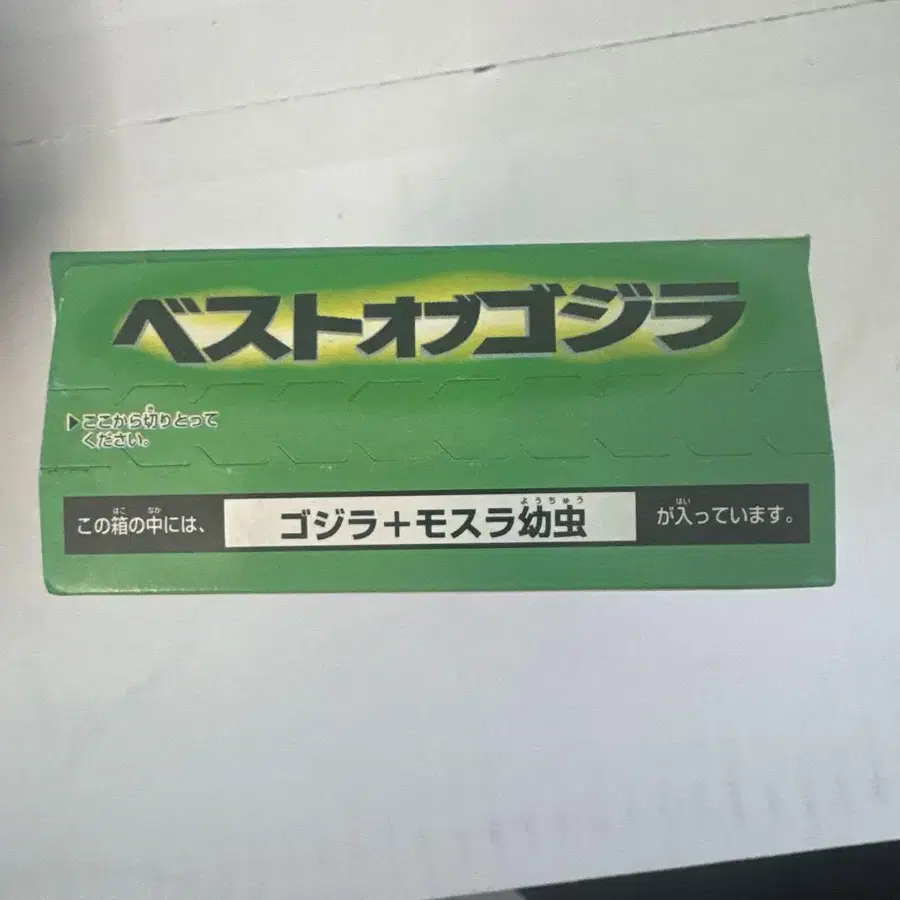 ベストオブゴジラ
▶ここから切りとって
ください。
この箱の中には、 ゴジラ+モスラ幼虫 が入っています。